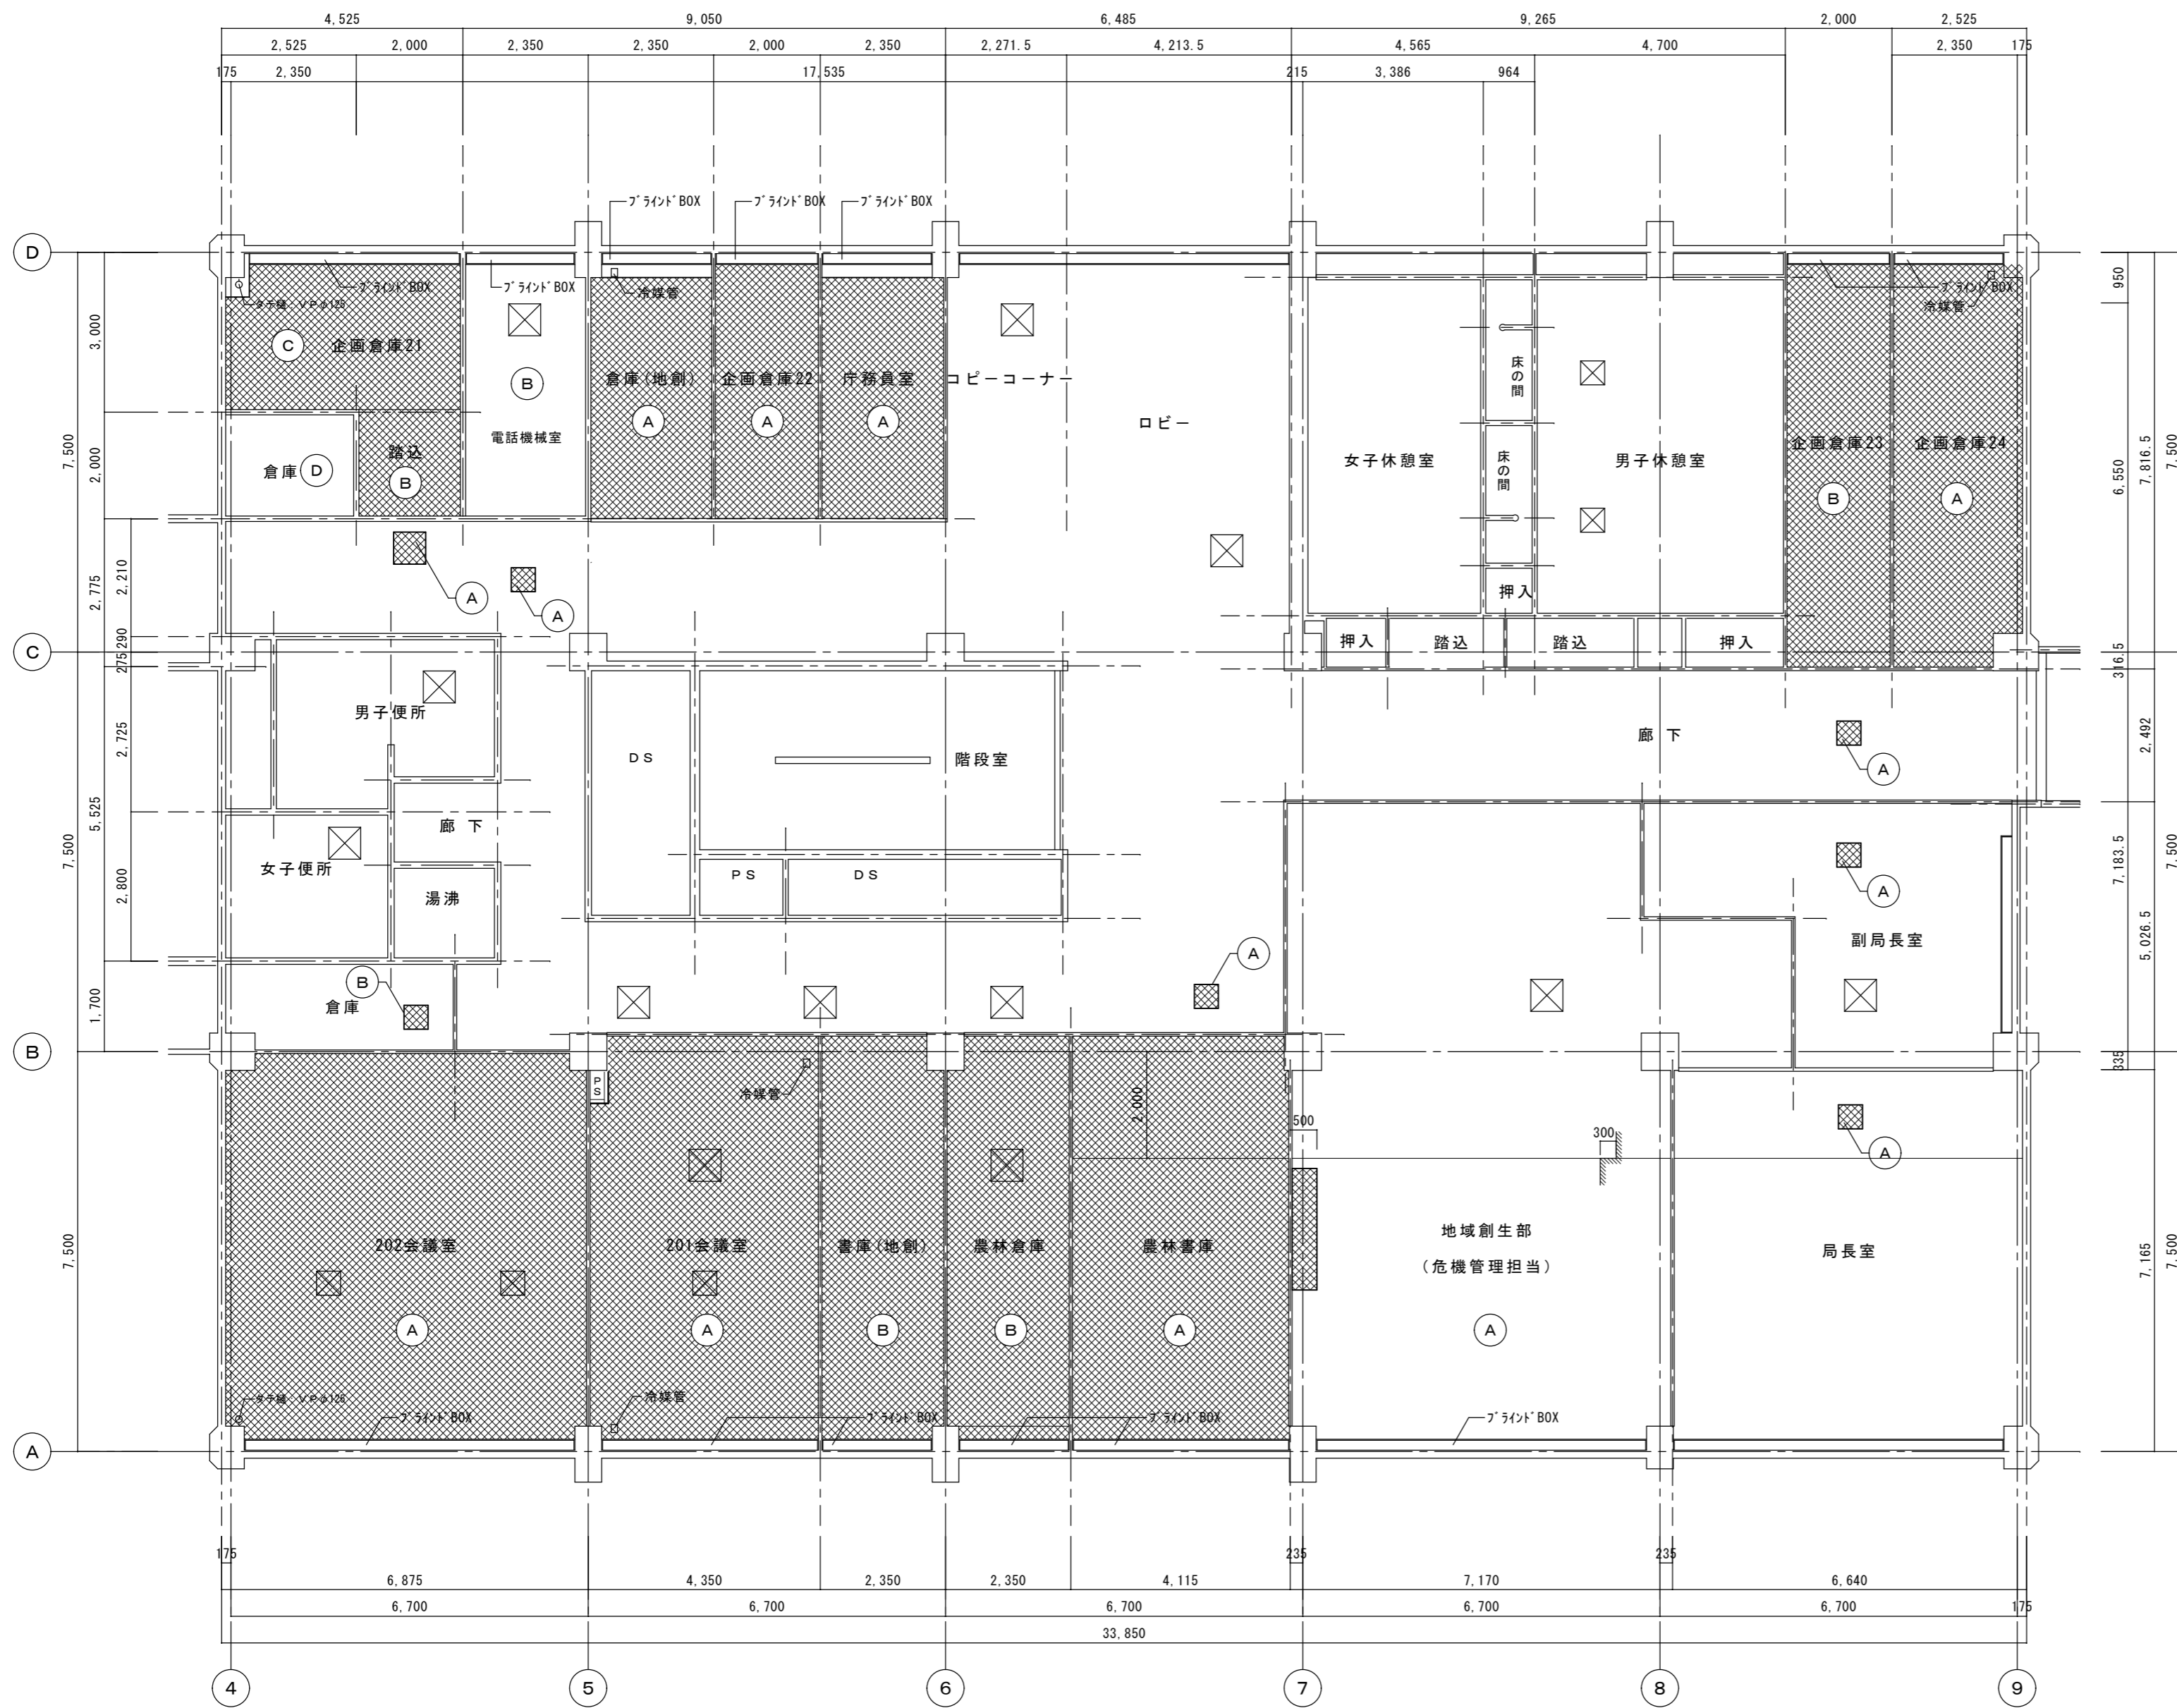 4,525 9,050 6,485 9,265 2,000 2,525
2,525 2,000 2,350 2,350 2,000 2,350 2,271.5 4,213.5 4,565 4,700 2,350 175
175 2,350 17,535 215 3,386 964
ﾌﾞﾗｲﾝﾄﾞBOX ﾌﾞﾗｲﾝﾄﾞBOX ﾌﾞﾗｲﾝﾄﾞBOX
D
ﾌﾞﾗｲﾝﾄﾞBOX ﾌﾞﾗｲﾝﾄﾞBOX 冷媒管 ﾌﾞﾗｲﾝﾄﾞBOX
タテ樋 VPφ125 冷媒管
950
3,000
C 企画倉庫21
床の間
B 倉庫(地創) 企画倉庫22 庁務員室 コピーコーナー
A A A ロビー
電話機械室 企画倉庫23 企画倉庫24
7,500 2,000 踏込 女子休憩室 床の間 男子休憩室 6,550 7,816.5 7,500
倉庫 D B B A
2,775 2,210 A A 押入
290
C 275 押入 踏込 踏込 押入 316.5
男子便所
2,725 DS 階段室 廊下 2,492
A
5,525 廊下
7,500 女子便所 PS DS A 7,183.5 7,500
2,800 湯沸
副局長室 5,026.5
A
B
1,700 倉庫
B 335
冷媒管 PS 2,000
500 300
A
7,500 202会議室 201会議室 書庫(地創) 農林倉庫 農林書庫 地域創生部 局長室 7,165 7,500
(危機管理担当)
A A B B A A
タテ樋 VPφ125 冷媒管
ﾌﾞﾗｲﾝﾄﾞBOX ﾌﾞﾗｲﾝﾄﾞBOX ﾌﾞﾗｲﾝﾄﾞBOX ﾌﾞﾗｲﾝﾄﾞBOX
A
175 235 235
6,875 4,350 2,350 2,350 4,115 7,170 6,640
6,700 6,700 6,700 6,700 6,700 175
33,850
4 5 6 7 8 9